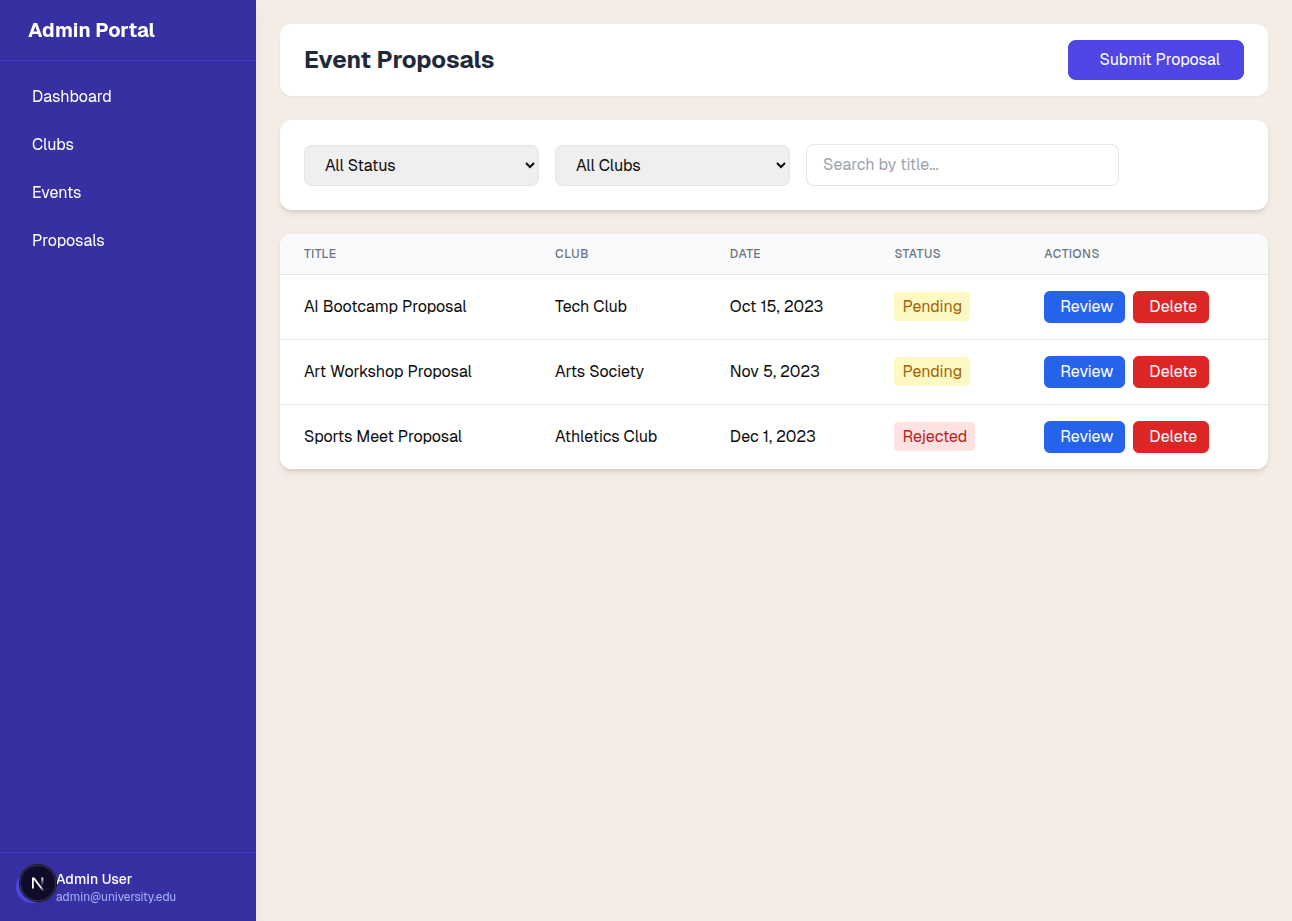 Admin Portal
Dashboard
Clubs
Events
Proposals
N
Admin User
admin@university.edu
Event Proposals
Submit Proposal
All Status
All Clubs
Search by title...
TITLE CLUB DATE STATUS ACTIONS
AI Bootcamp Proposal Tech Club Oct 15, 2023 Pending Review Delete
Art Workshop Proposal Arts Society Nov 5, 2023 Pending Review Delete
Sports Meet Proposal Athletics Club Dec 1, 2023 Rejected Review Delete